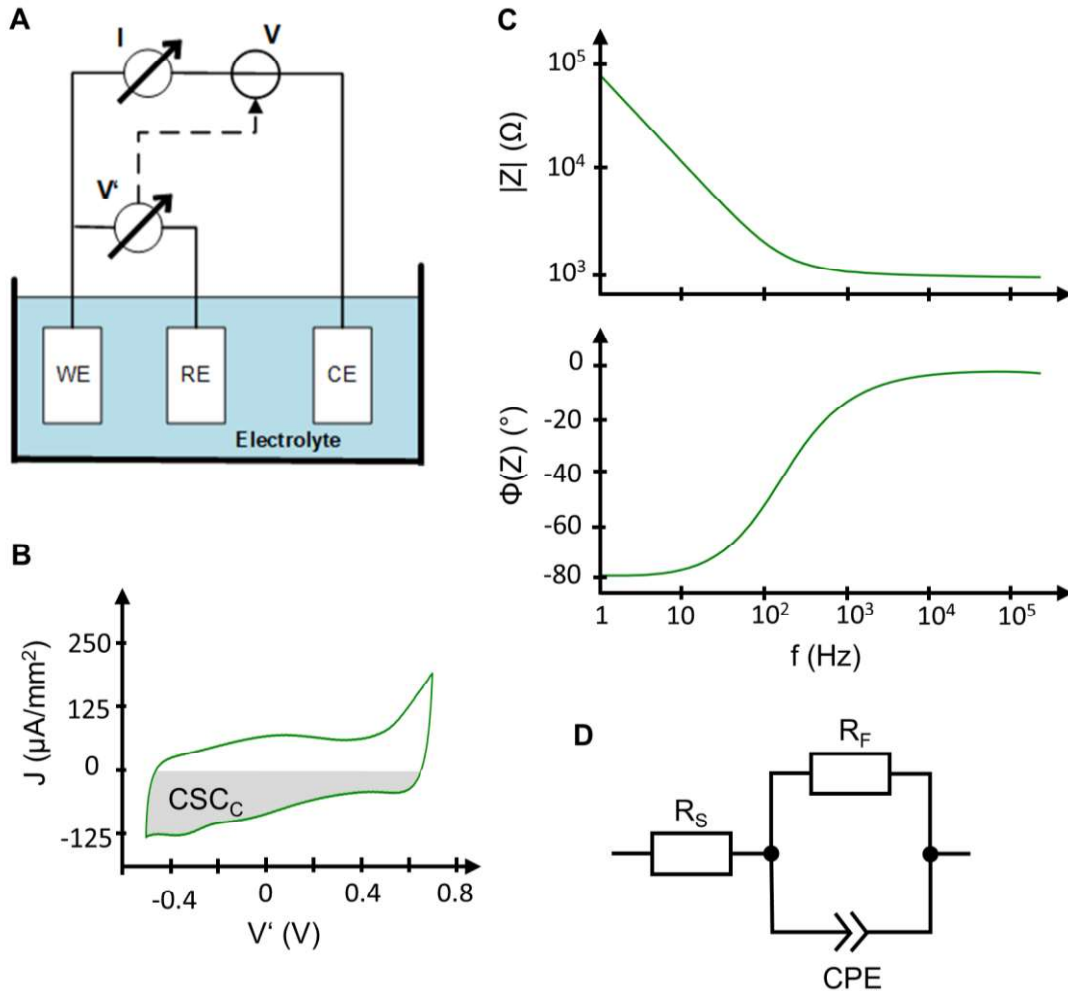 A
I
V
V‘
WE
RE
CE
Electrolyte
B
J (µA/mm²)
250
125
0
-125
CSC_C
-0.4
0
0.4
0.8
V‘ (V)
C
|Z| (Ω)
10⁵
10⁴
10³
Φ(Z) (°)
0
-20
-40
-60
-80
1
10
10²
10³
10⁴
10⁵
f (Hz)
D
R_F
R_S
CPE